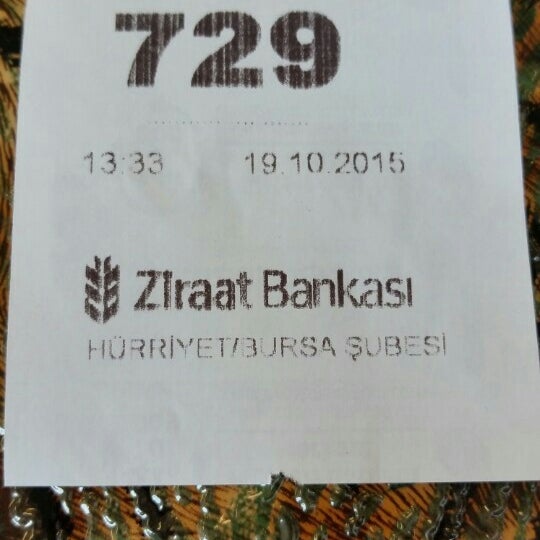 729
13:33 19.10.2015
Ziraat Bankası
HÜRRİYET/BURSA ŞUBESİ